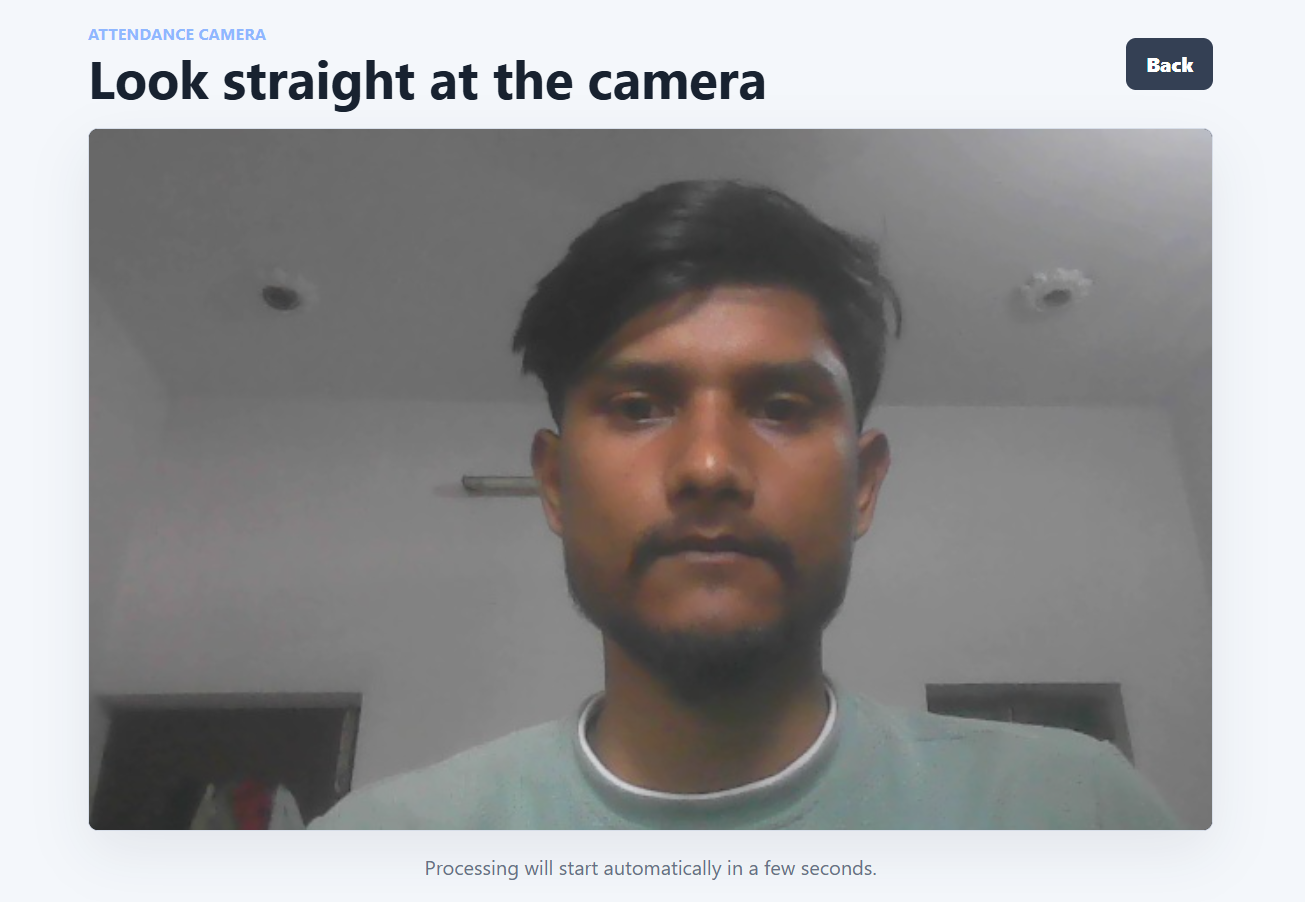 ATTENDANCE CAMERA
Look straight at the camera
Back
Processing will start automatically in a few seconds.